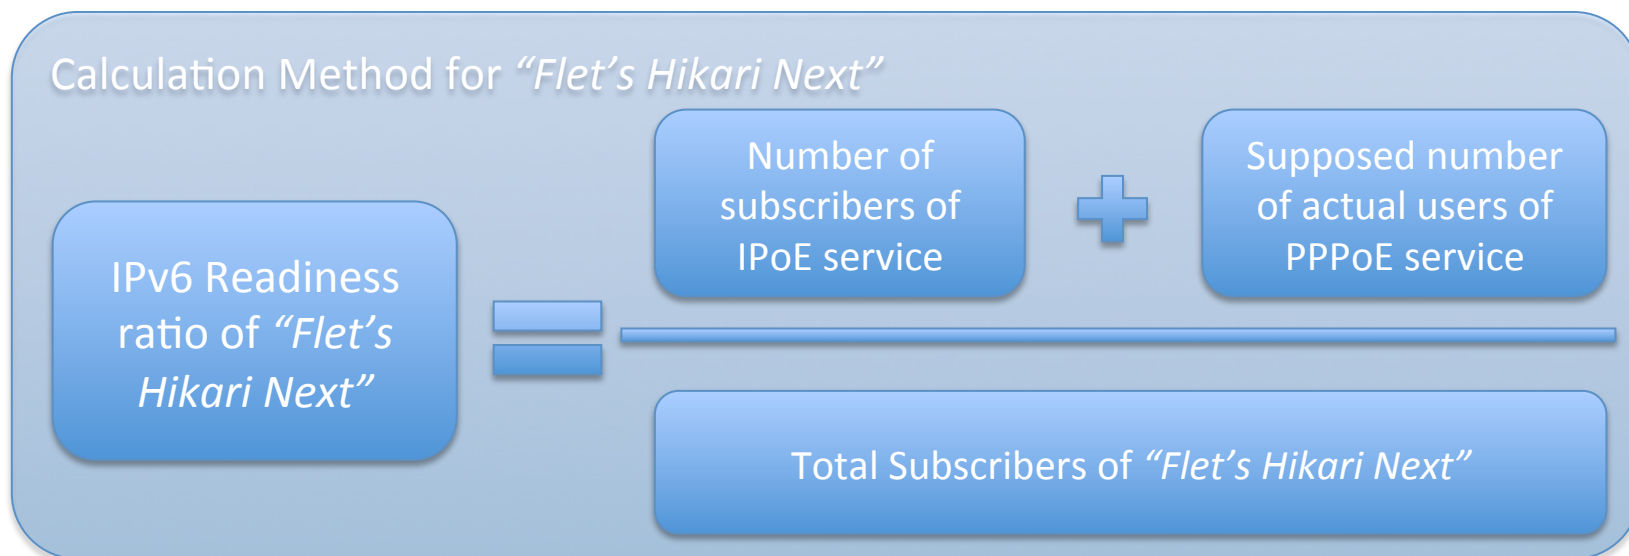 Calculation Method for “Flet’s Hikari Next”
IPv6 Readiness
ratio of “Flet’s
Hikari Next”
Number of
subscribers of
IPoE service
Supposed number
of actual users of
PPPoE service
Total Subscribers of “Flet’s Hikari Next”